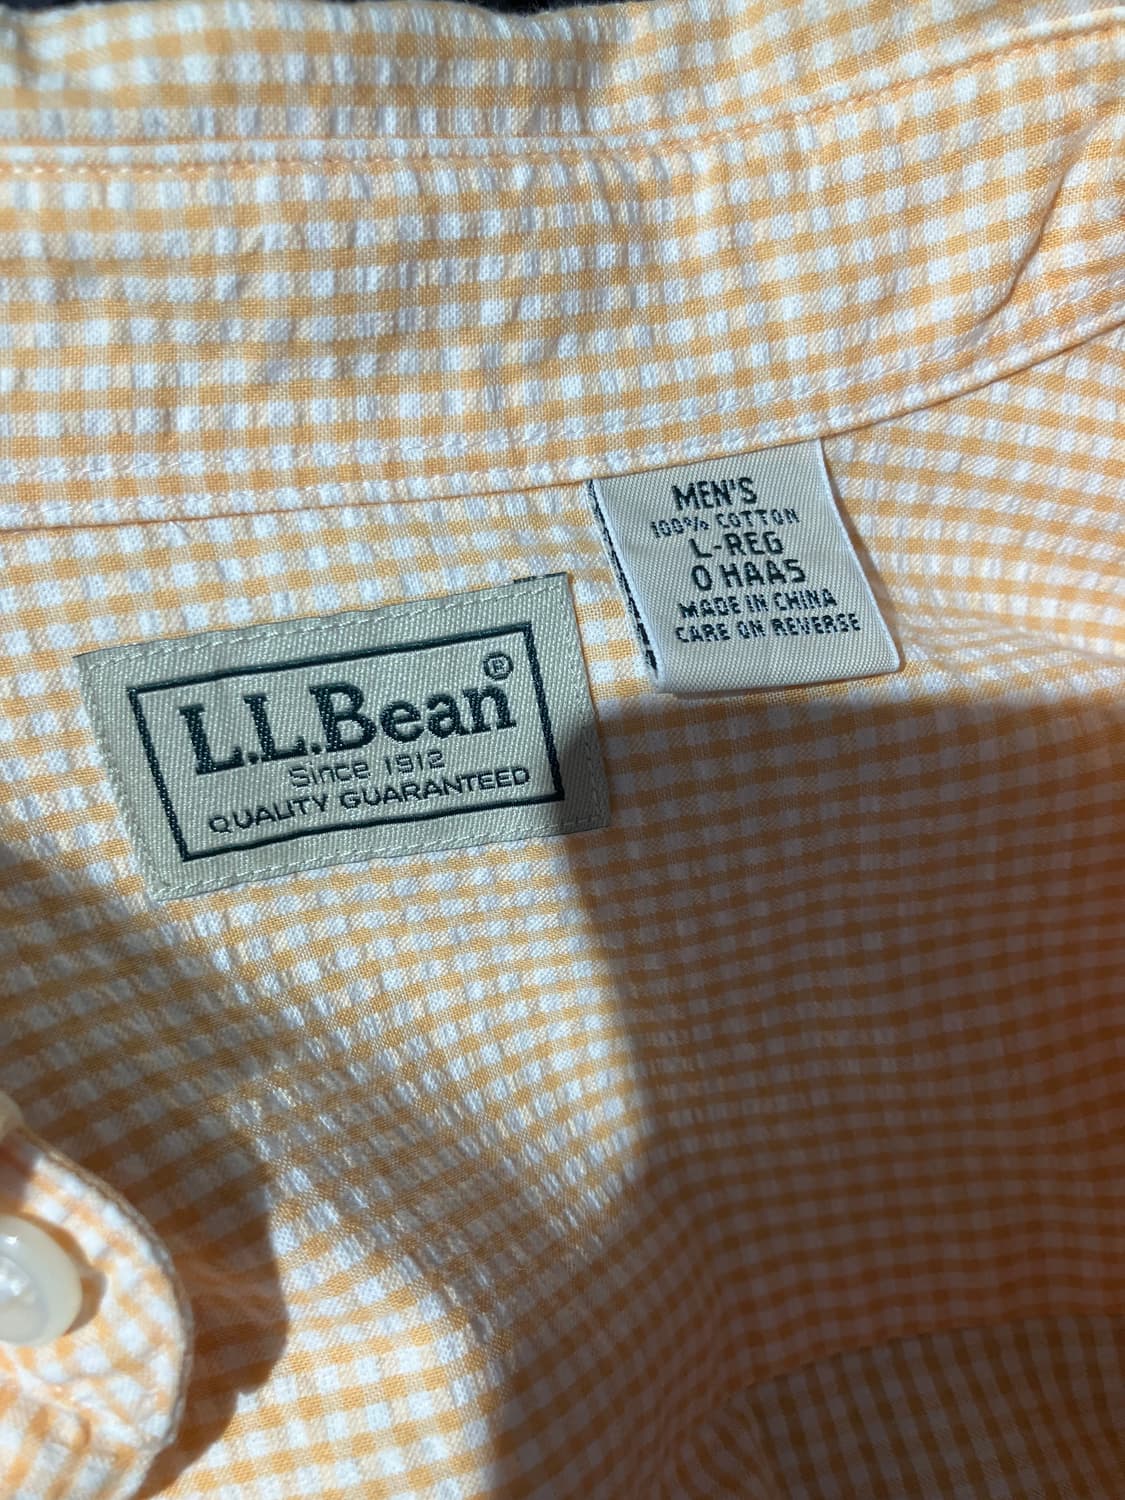 MEN'S
100% COTTON
L-REG
0 HAA5
MADE IN CHINA
CARE ON REVERSE
L.L.Bean®
Since 1912
QUALITY GUARANTEED